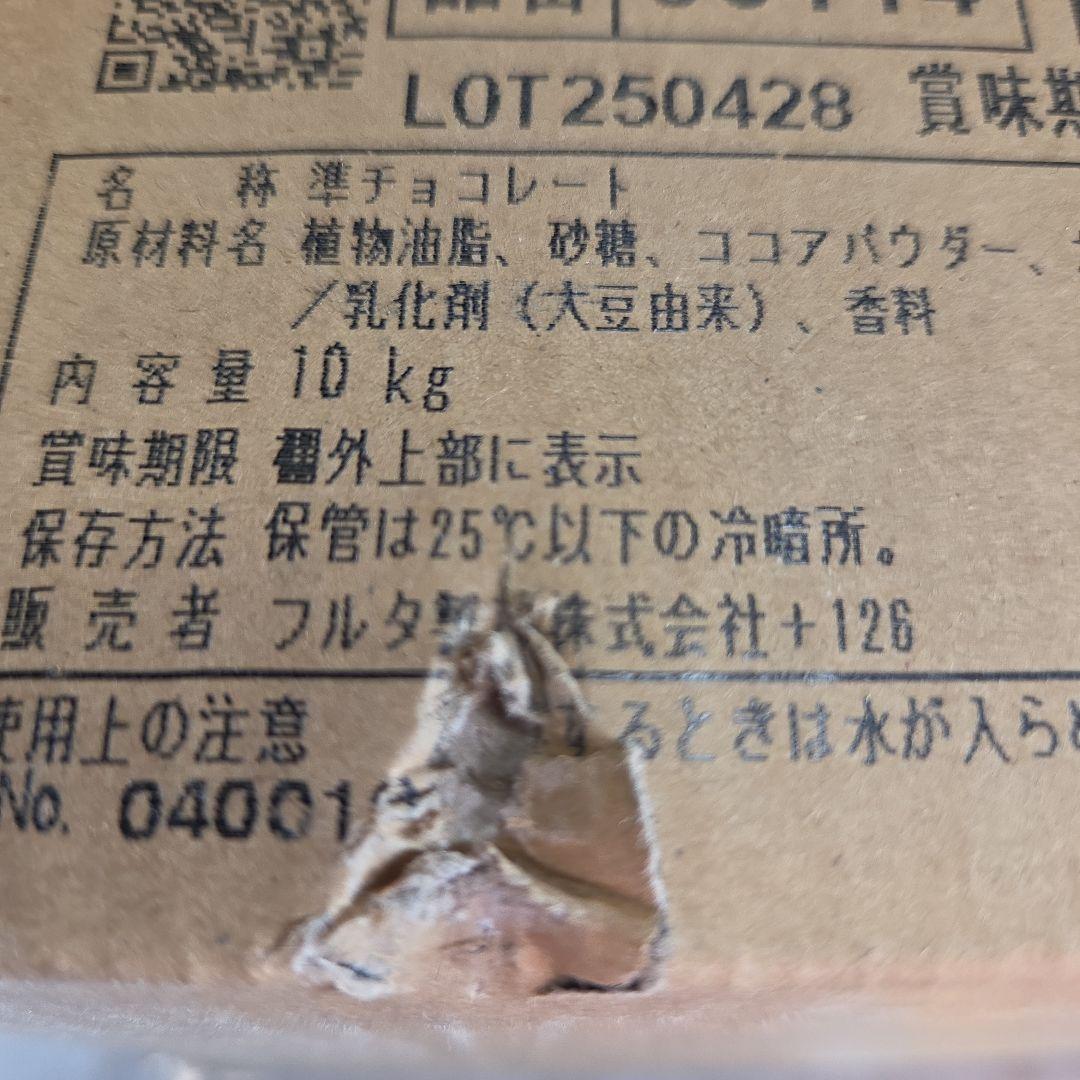 LOT250428 賞味期
名 称 準チョコレート
原材料名 植物油脂、砂糖、ココアパウダー、
/乳化剤(大豆由来)、香料
内容量 10 kg
賞味期限 枠外上部に表示
保存方法 保管は25℃以下の冷暗所。
販売者 フルタ 株式会社+126
使用上の注意 するときは水が入ら
No. 04001